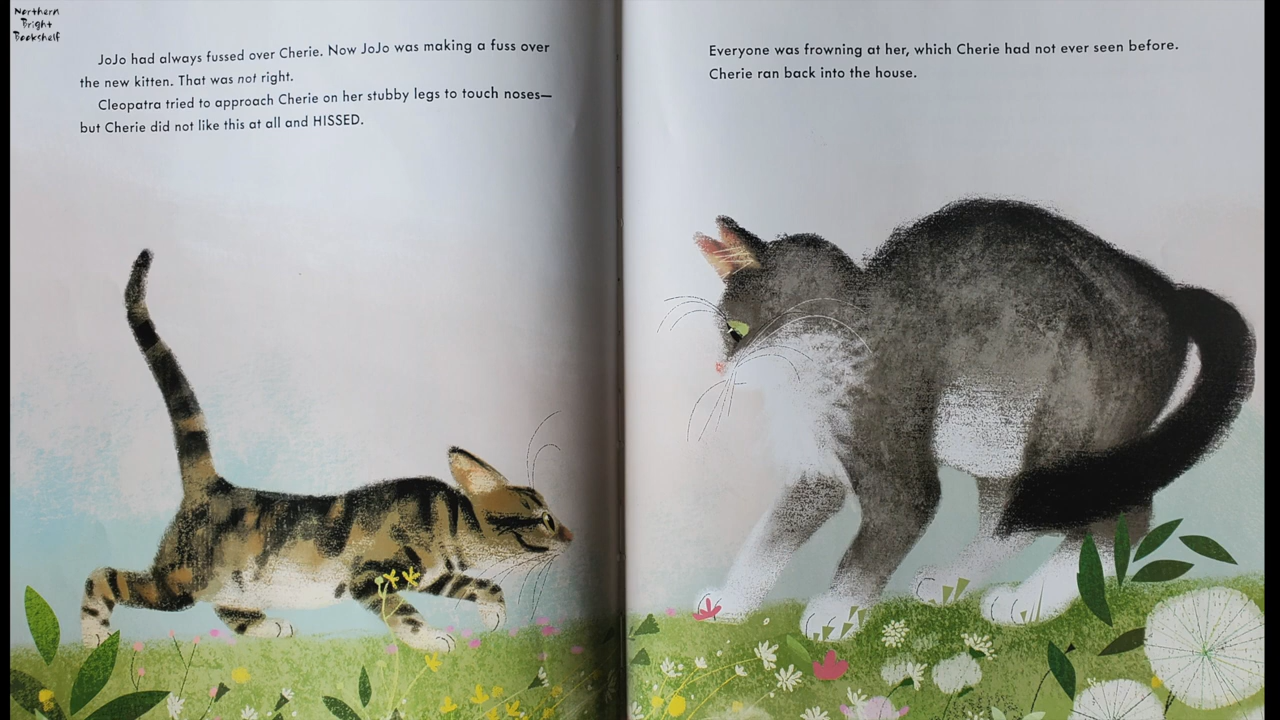 Northern
Bright
Bookshelf
JoJo had always fussed over Cherie. Now JoJo was making a fuss over
the new kitten. That was not right.
Cleopatra tried to approach Cherie on her stubby legs to touch noses—
but Cherie did not like this at all and HISSED.
Everyone was frowning at her, which Cherie had not ever seen before.
Cherie ran back into the house.